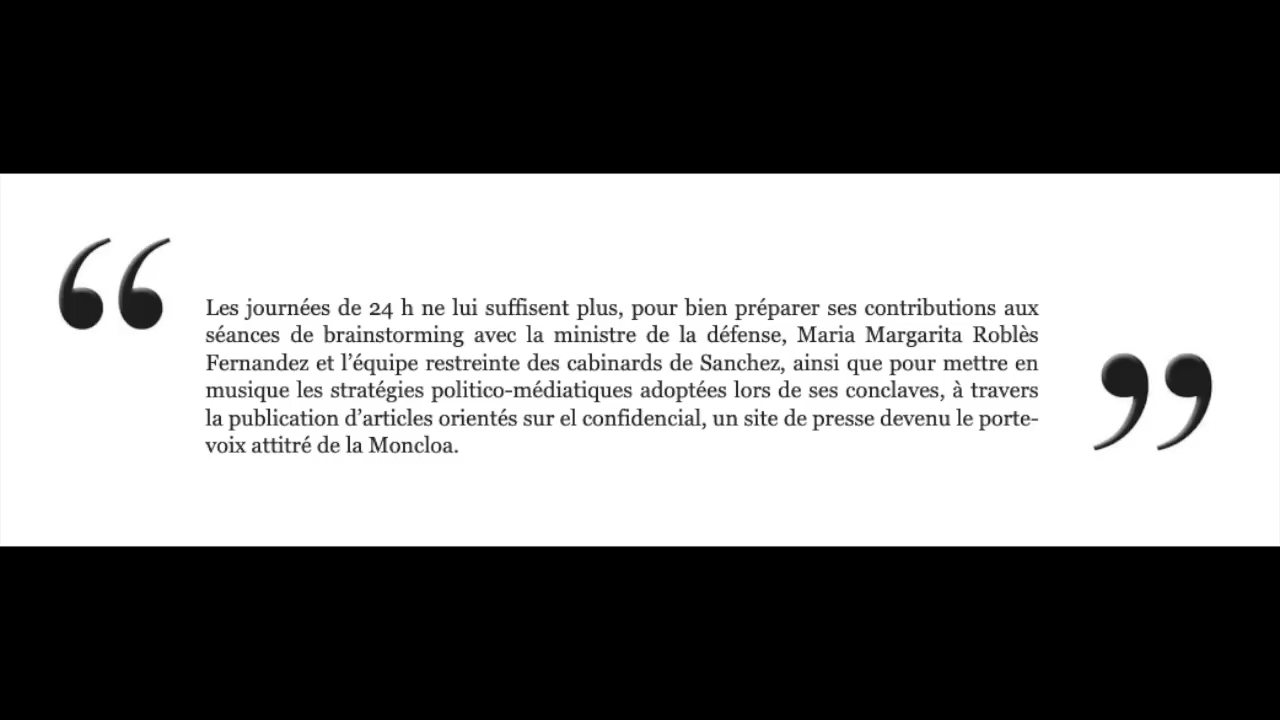 Les journées de 24 h ne lui suffisent plus, pour bien préparer ses contributions aux
séances de brainstorming avec la ministre de la défense, Maria Margarita Roblès
Fernandez et l’équipe restreinte des cabinards de Sanchez, ainsi que pour mettre en
musique les stratégies politico-médiatiques adoptées lors de ses conclaves, à travers
la publication d’articles orientés sur el confidencial, un site de presse devenu le porte-
voix attitré de la Moncloa.